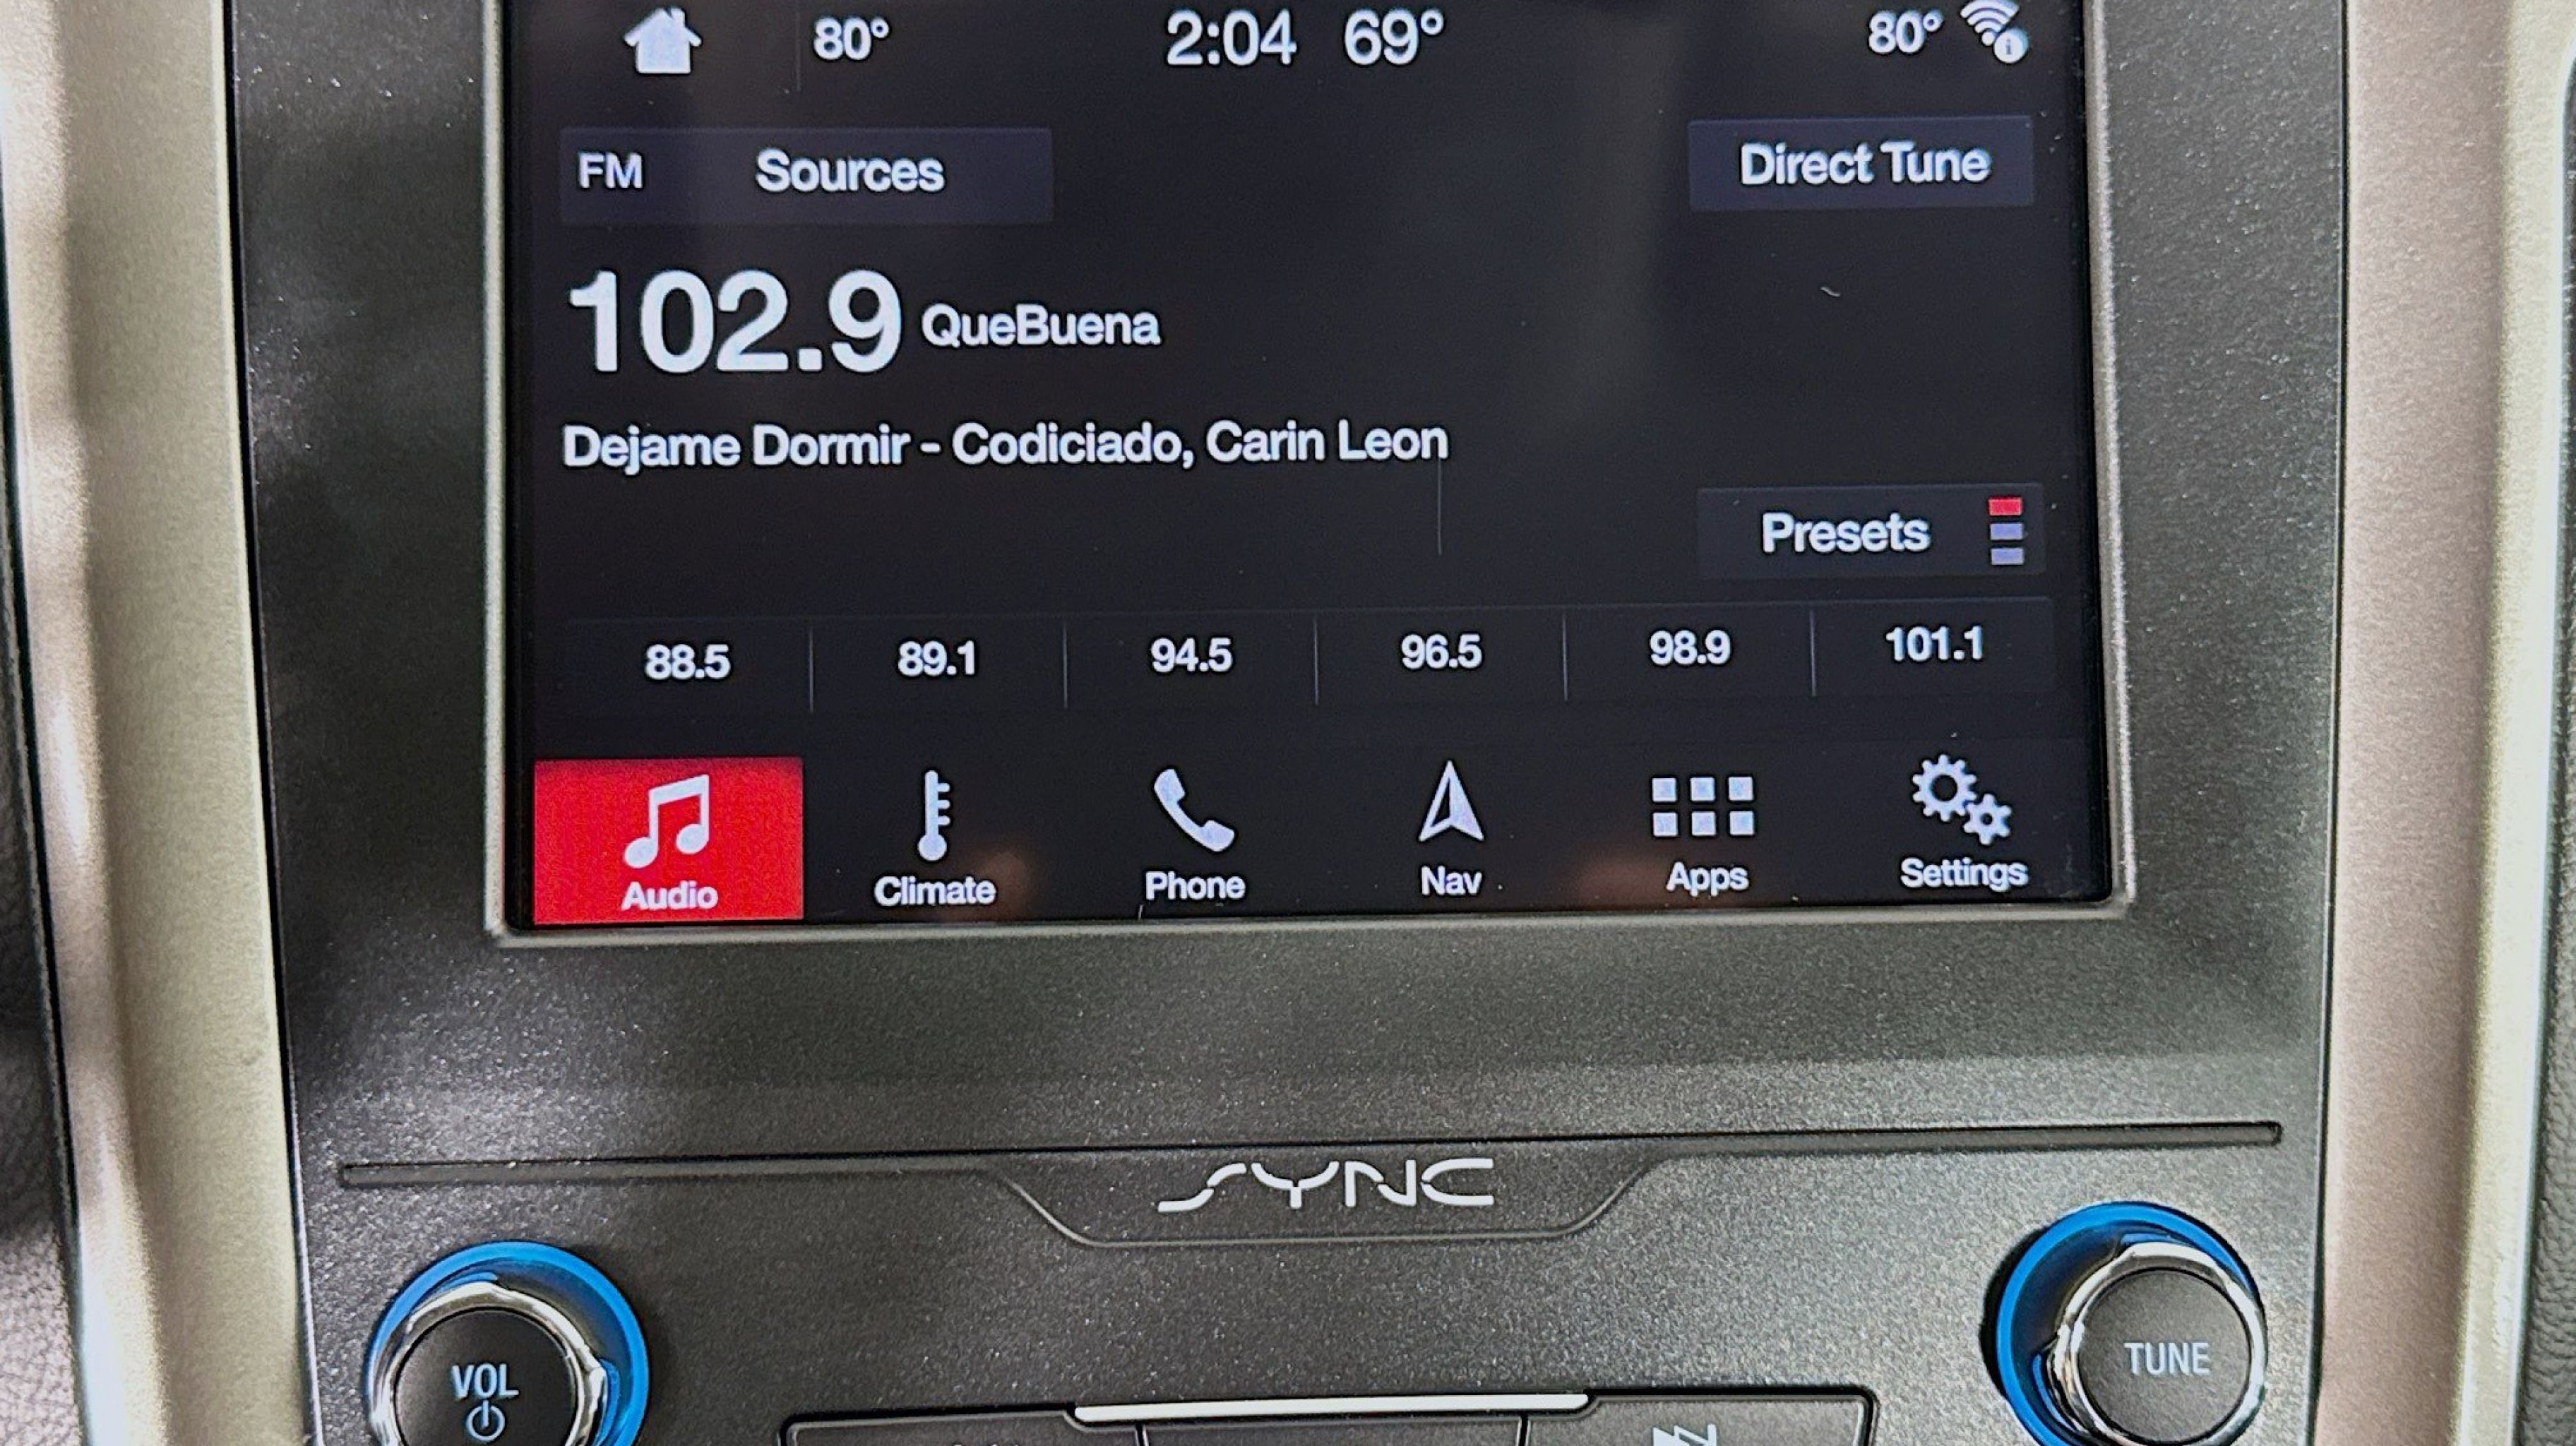 80° 2:04 69° 80°
FM Sources Direct Tune
102.9 QueBuena
Dejame Dormir - Codiciado, Carin Leon
Presets
88.5 89.1 94.5 96.5 98.9 101.1
Audio Climate Phone Nav Apps Settings
SYNC
VOL TUNE